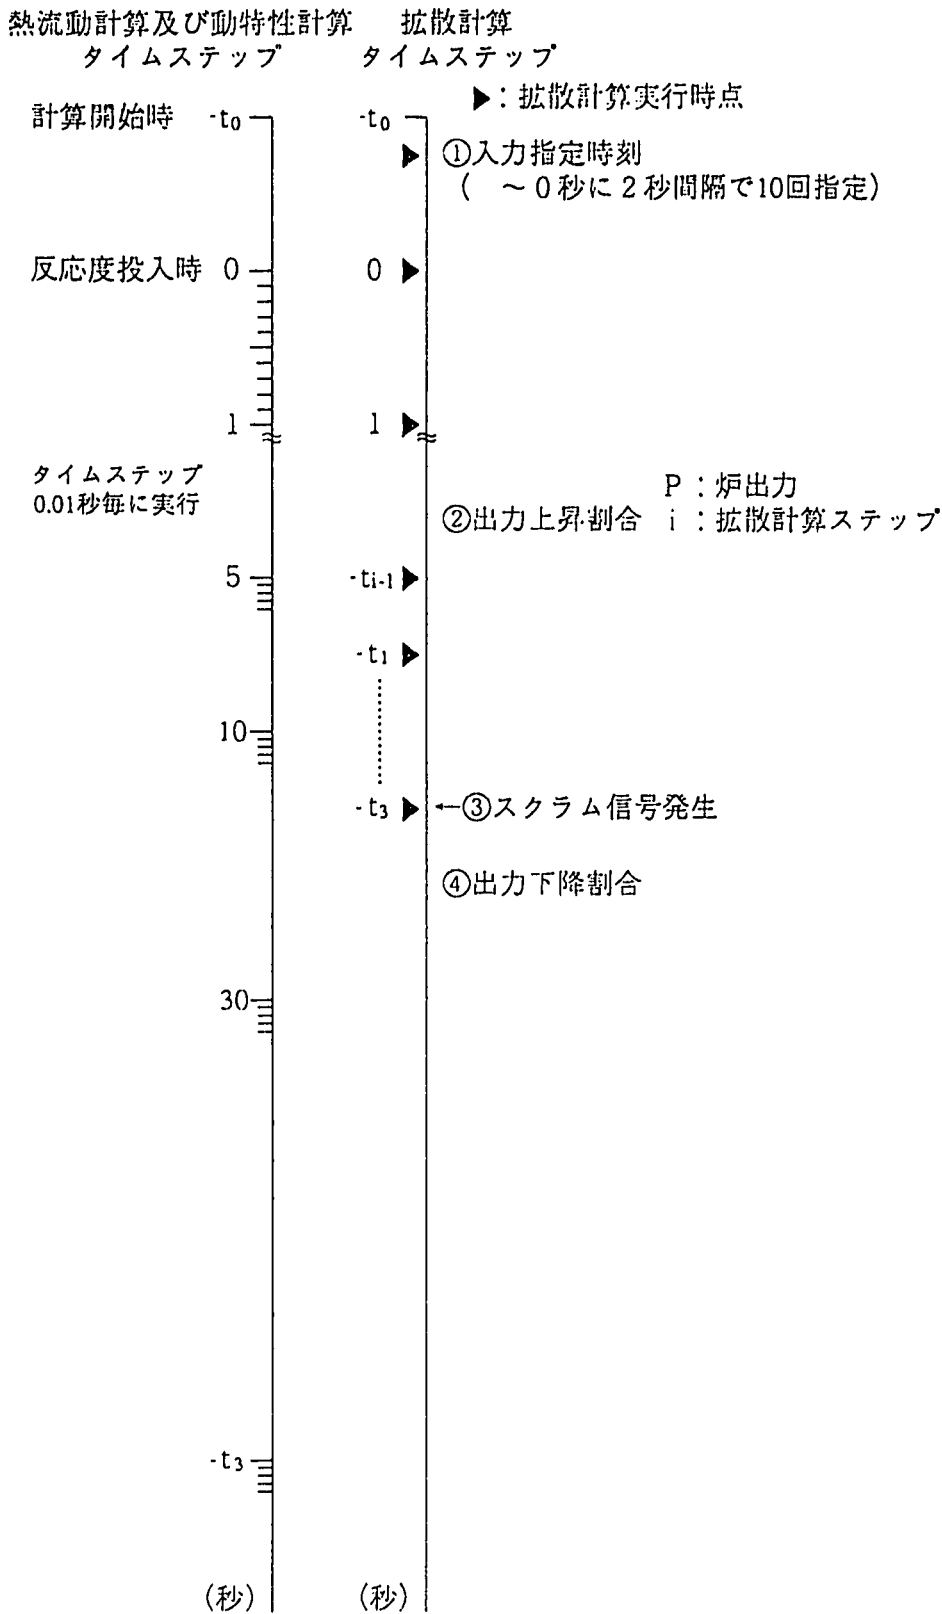 熱流動計算及び動特性計算 拡散計算
タイムステップ タイムステップ
▶：拡散計算実行時点
計算開始時 -t₀ -t₀
①入力指定時刻
( ～0秒に2秒間隔で10回指定)
反応度投入時 0 0
1 1
タイムステップ
0.01秒毎に実行
P：炉出力
②出力上昇割合 i：拡散計算ステップ
5 -ti-1
-t₁
10
-t₃ ←③スクラム信号発生
④出力下降割合
30
-t₃
(秒) (秒)